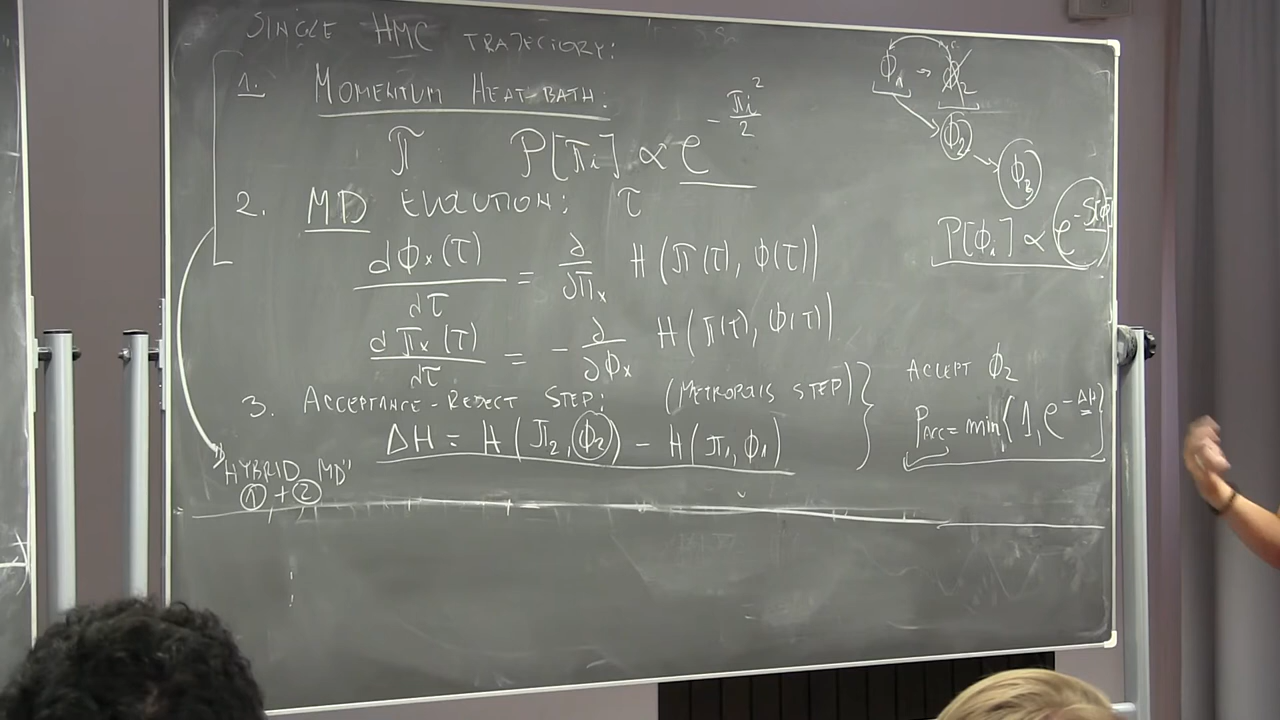 SINGLE HMC TRAJECTORY:
1. MOMENTUM HEAT-BATH:
π: P[πi] ∝ e^{-πi²/2}
2. MD EVOLUTION: τ
dϕx(τ)/dτ = ∂/∂πx H(π(τ), ϕ(τ))
dπx(τ)/dτ = -∂/∂ϕx H(π(τ), ϕ(τ))
3. ACCEPTANCE-REJECT STEP: (METROPOLIS STEP)
ΔH = H(π2, ϕ2) - H(π1, ϕ1)
"HYBRID MD"
① + ②
ϕ1 → ϕ2
ϕ2
ϕ3
P[ϕi] ∝ e^{-S[ϕ]}
ACCEPT ϕ2
Pacc = min{1, e^{-ΔH}}